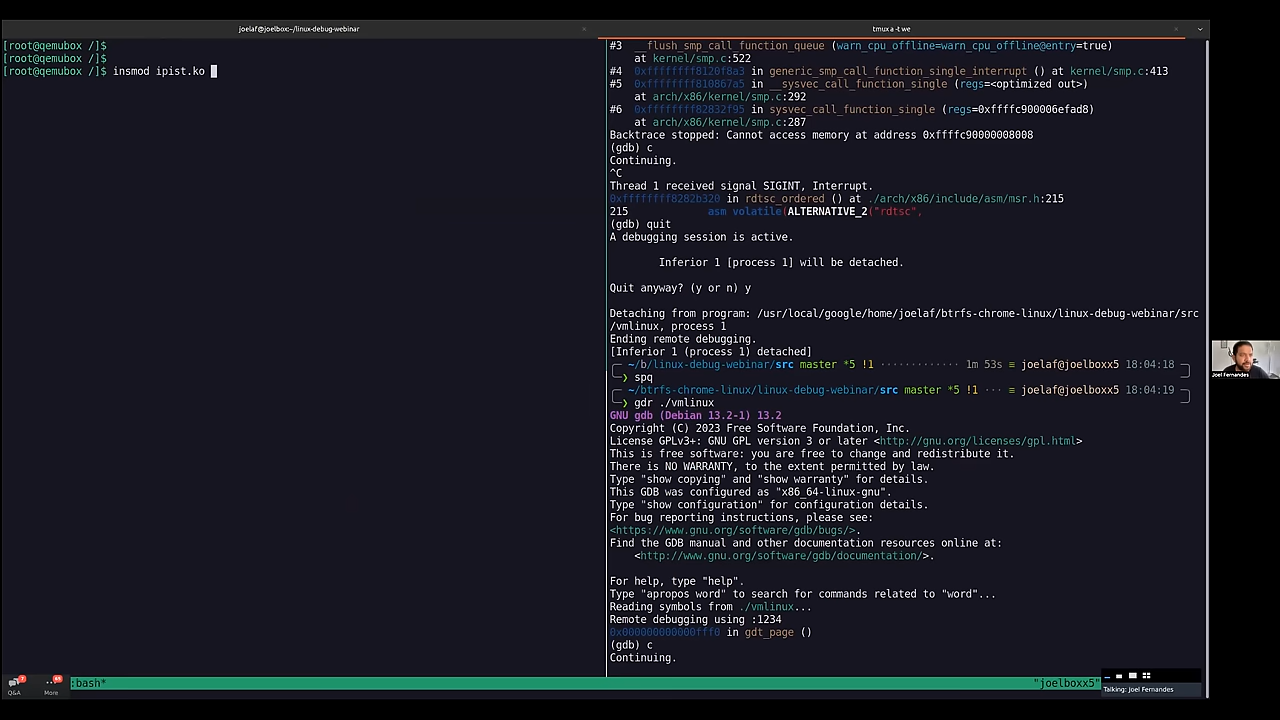 joelaf@joelbox:~/linux-debug-webinar
tmux a -t we
[root@qemubox /]$
[root@qemubox /]$
[root@qemubox /]$ insmod ipist.ko
#3  __flush_smp_call_function_queue (warn_cpu_offline=warn_cpu_offline@entry=true)
at kernel/smp.c:522
#4  0xffffffff8120f8a3 in generic_smp_call_function_single_interrupt () at kernel/smp.c:413
#5  0xffffffff810867a5 in __sysvec_call_function_single (regs=<optimized out>)
at arch/x86/kernel/smp.c:292
#6  0xffffffff82832f95 in sysvec_call_function_single (regs=0xffffc900006efad8)
at arch/x86/kernel/smp.c:287
Backtrace stopped: Cannot access memory at address 0xffffc90000008008
(gdb) c
Continuing.
^C
Thread 1 received signal SIGINT, Interrupt.
0xffffffff8282b320 in rdtsc_ordered () at ./arch/x86/include/asm/msr.h:215
215 asm volatile(ALTERNATIVE_2("rdtsc",
(gdb) quit
A debugging session is active.
Inferior 1 [process 1] will be detached.
Quit anyway? (y or n) y
Detaching from program: /usr/local/google/home/joelaf/btrfs-chrome-linux/linux-debug-webinar/src
/vmlinux, process 1
Ending remote debugging.
[Inferior 1 (process 1) detached]
~/b/linux-debug-webinar/src master *5 !1 ············· 1m 53s ≡ joelaf@joelboxx5 18:04:18
❯ spq
~/btrfs-chrome-linux/linux-debug-webinar/src master *5 !1 ··· ≡ joelaf@joelboxx5 18:04:19
❯ gdr ./vmlinux
GNU gdb (Debian 13.2-1) 13.2
Copyright (C) 2023 Free Software Foundation, Inc.
License GPLv3+: GNU GPL version 3 or later <http://gnu.org/licenses/gpl.html>
This is free software: you are free to change and redistribute it.
There is NO WARRANTY, to the extent permitted by law.
Type "show copying" and "show warranty" for details.
This GDB was configured as "x86_64-linux-gnu".
Type "show configuration" for configuration details.
For bug reporting instructions, please see:
<https://www.gnu.org/software/gdb/bugs/>.
Find the GDB manual and other documentation resources online at:
<http://www.gnu.org/software/gdb/documentation/>.
For help, type "help".
Type "apropos word" to search for commands related to "word"...
Reading symbols from ./vmlinux...
Remote debugging using :1234
0x000000000000fff0 in gdt_page ()
(gdb) c
Continuing.
Joel Fernandes
Q&A
More
:bash*
"joelboxx5"
Talking: Joel Fernandes